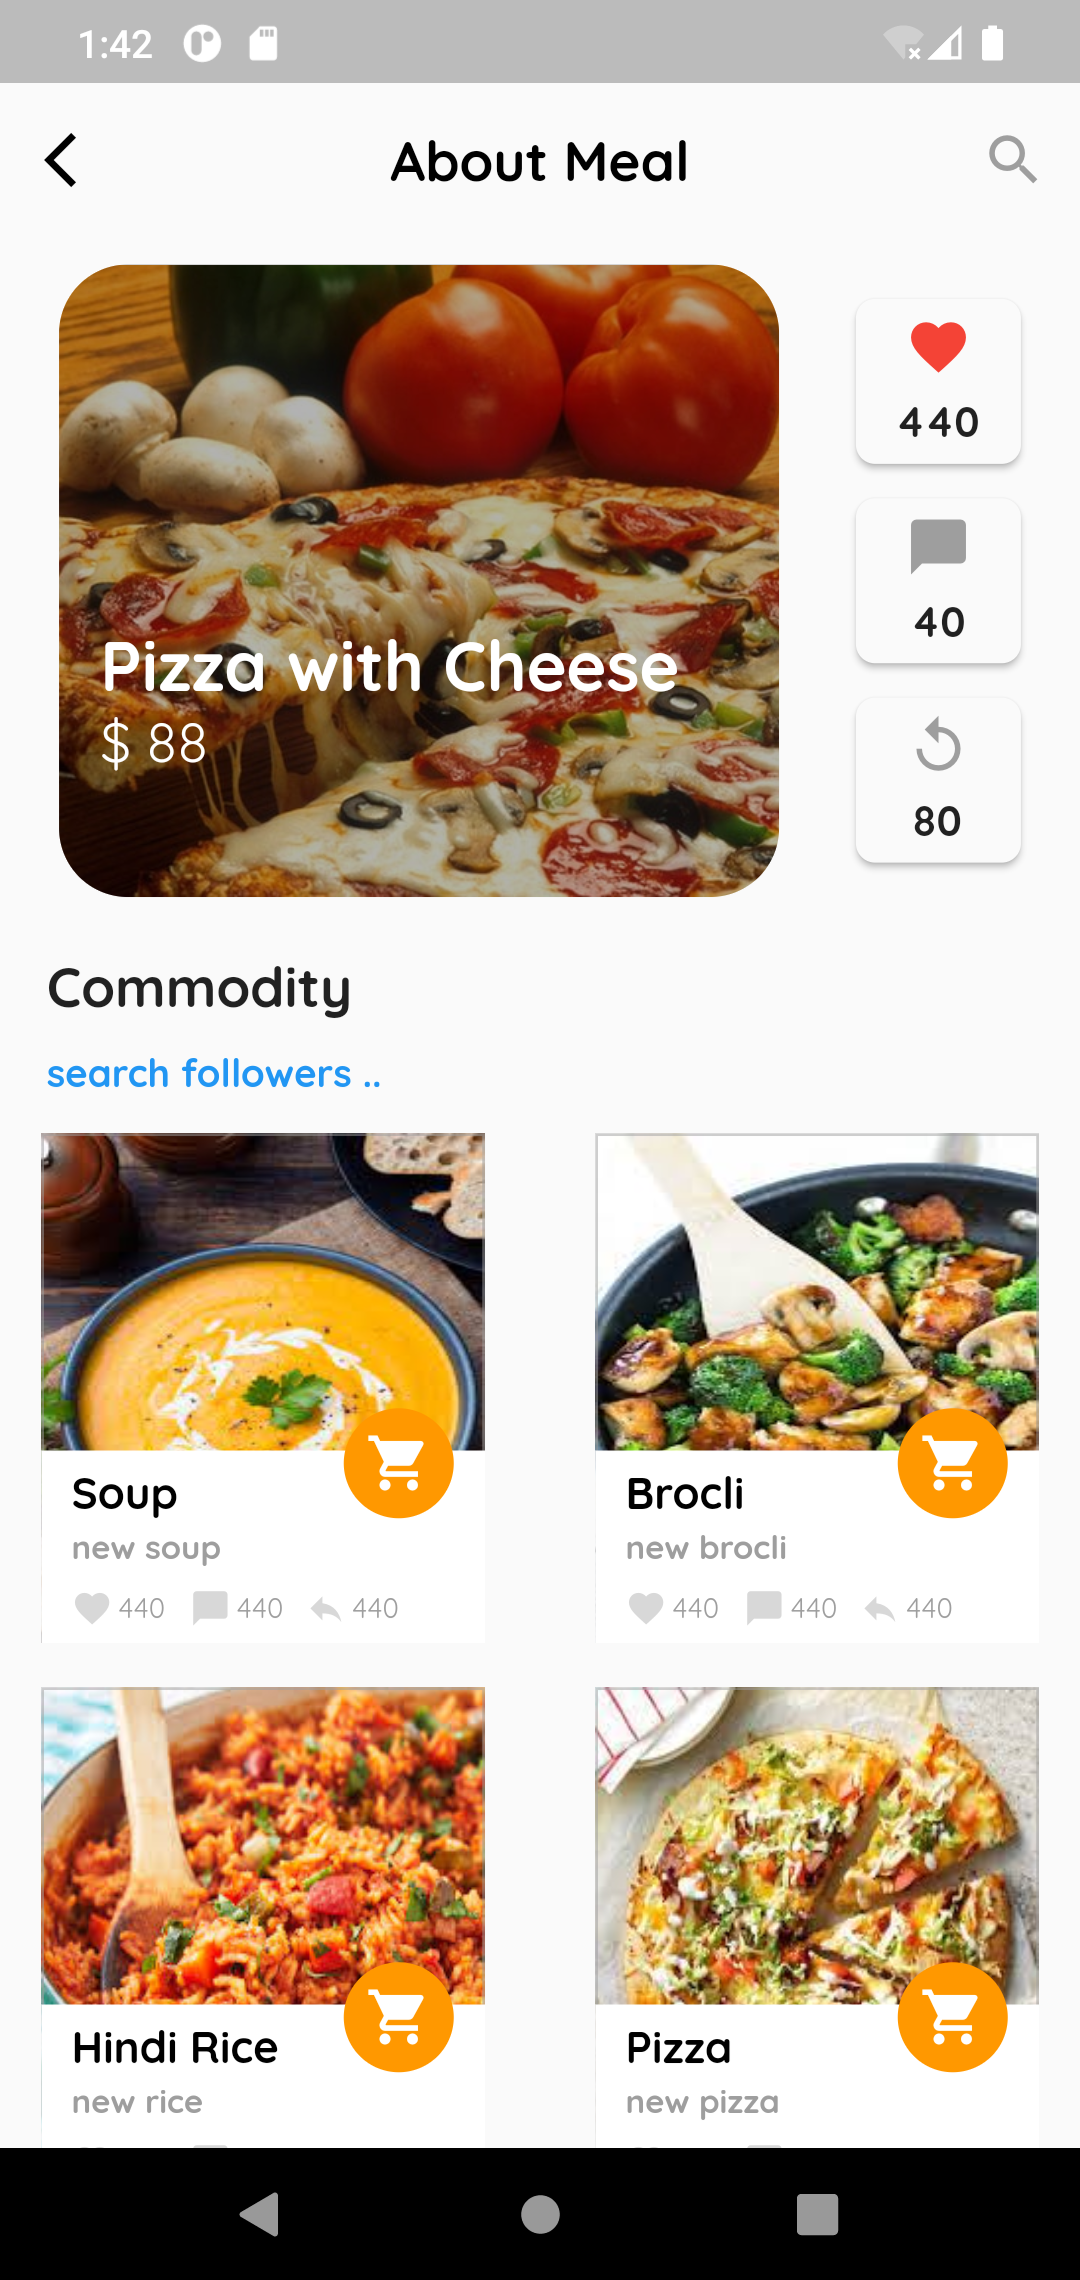 1:42
About Meal
440
40
80
Pizza with Cheese
$ 88
Commodity
search followers ..
Soup
new soup
440 440 440
Brocli
new brocli
440 440 440
Hindi Rice
new rice
Pizza
new pizza